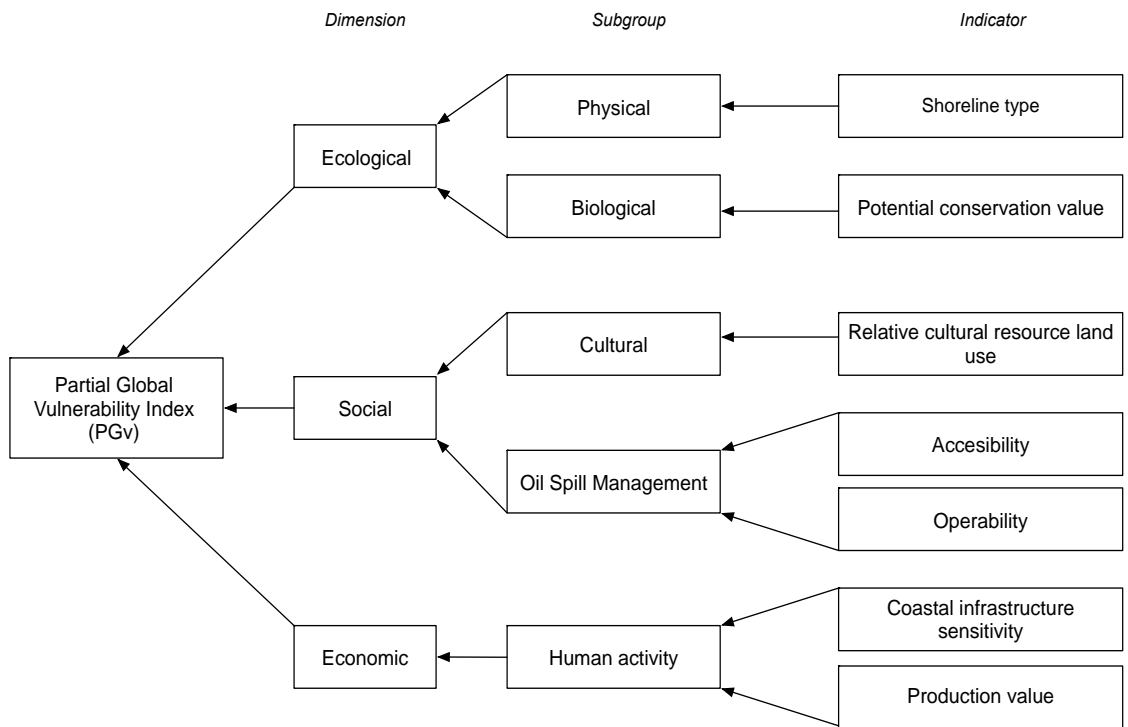 Dimension
Subgroup
Indicator
Physical
Shoreline type
Ecological
Biological
Potential conservation value
Cultural
Relative cultural resource land
use
Partial Global
Vulnerability Index
(PGv)
Social
Accesibility
Oil Spill Management
Operability
Coastal infrastructure
sensitivity
Economic
Human activity
Production value